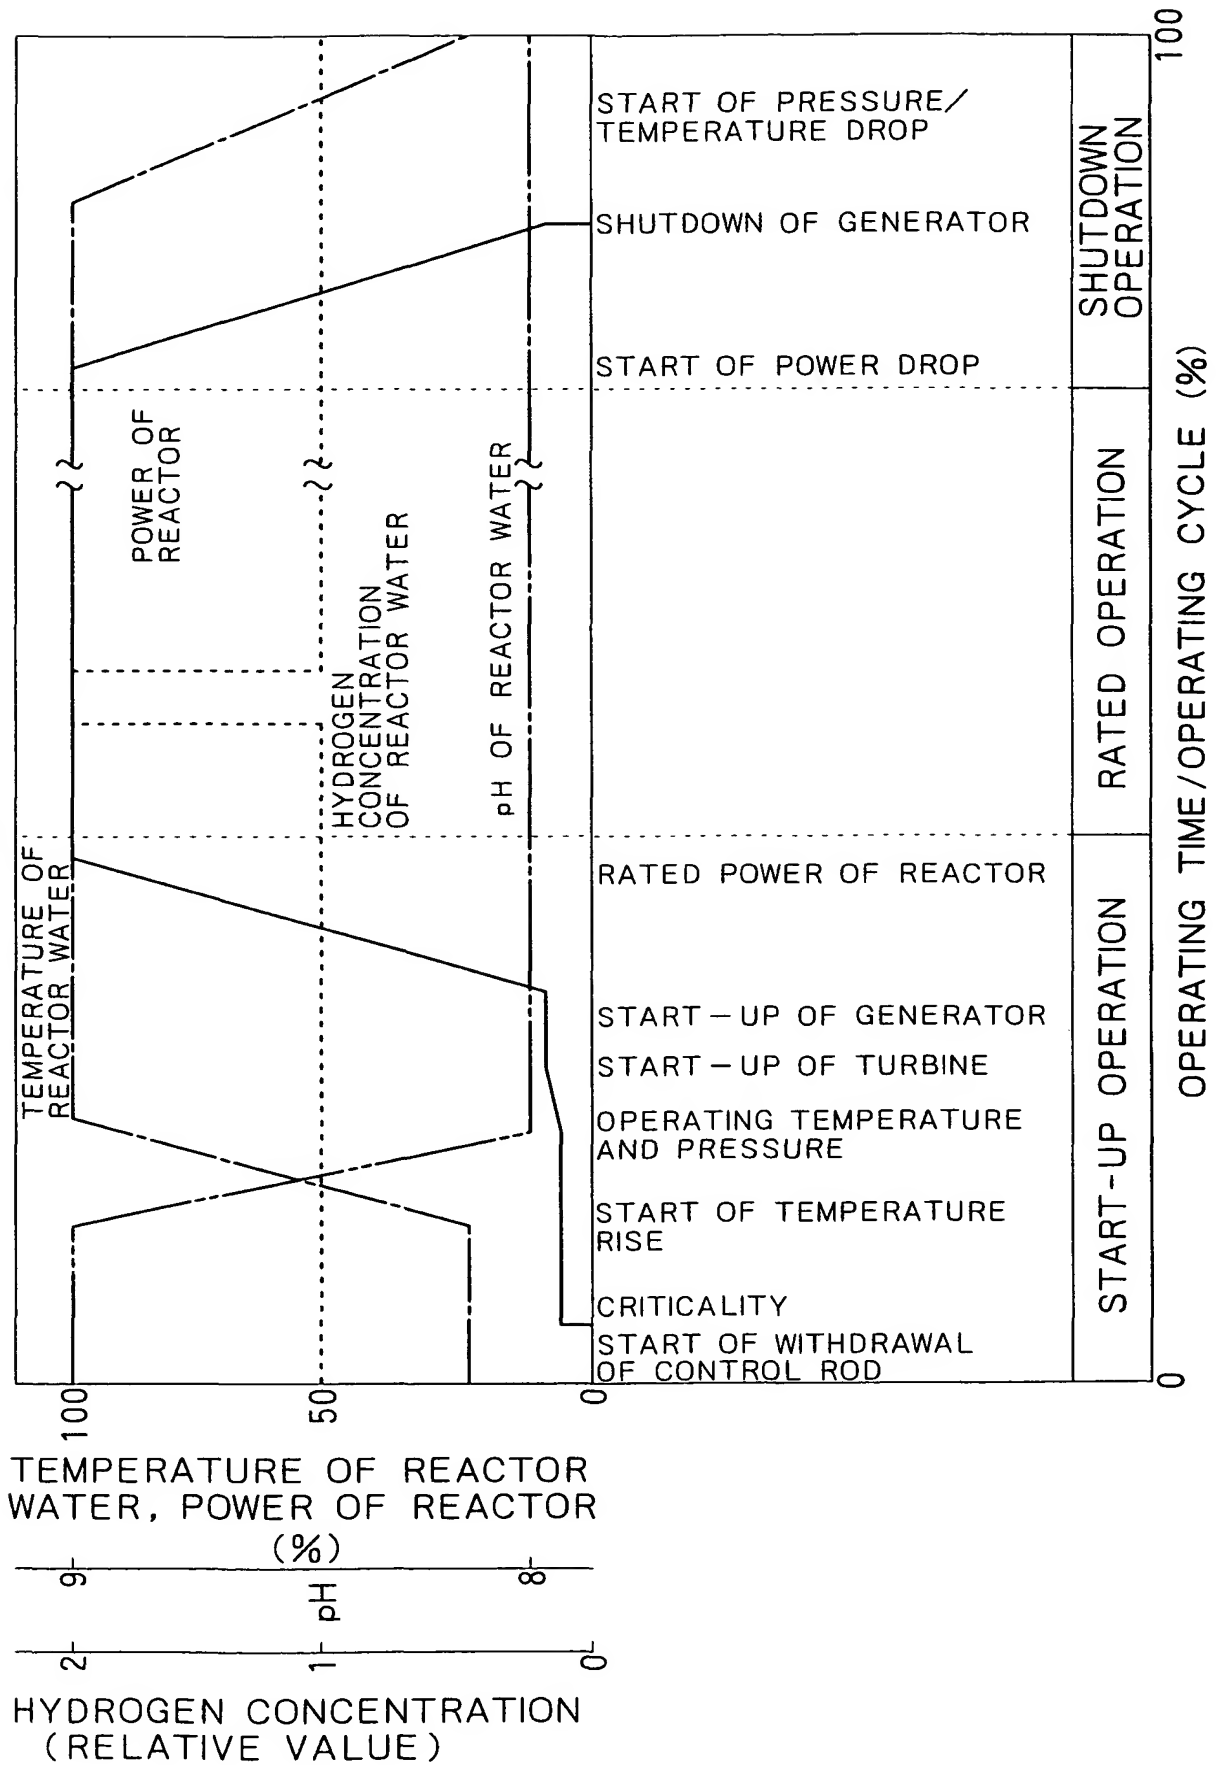 TEMPERATURE OF
REACTOR WATER
POWER OF
REACTOR
HYDROGEN
CONCENTRATION
OF REACTOR WATER
pH OF REACTOR WATER
START OF PRESSURE/
TEMPERATURE DROP
SHUTDOWN OF GENERATOR
START OF POWER DROP
RATED POWER OF REACTOR
START-UP OF GENERATOR
START-UP OF TURBINE
OPERATING TEMPERATURE
AND PRESSURE
START OF TEMPERATURE
RISE
CRITICALITY
START OF WITHDRAWAL
OF CONTROL ROD
START-UP OPERATION
RATED OPERATION
SHUTDOWN
OPERATION
0
100
OPERATING TIME/OPERATING CYCLE (%)
100
50
0
TEMPERATURE OF REACTOR
WATER, POWER OF REACTOR
(%)
9
pH
8
2
1
0
HYDROGEN CONCENTRATION
(RELATIVE VALUE)